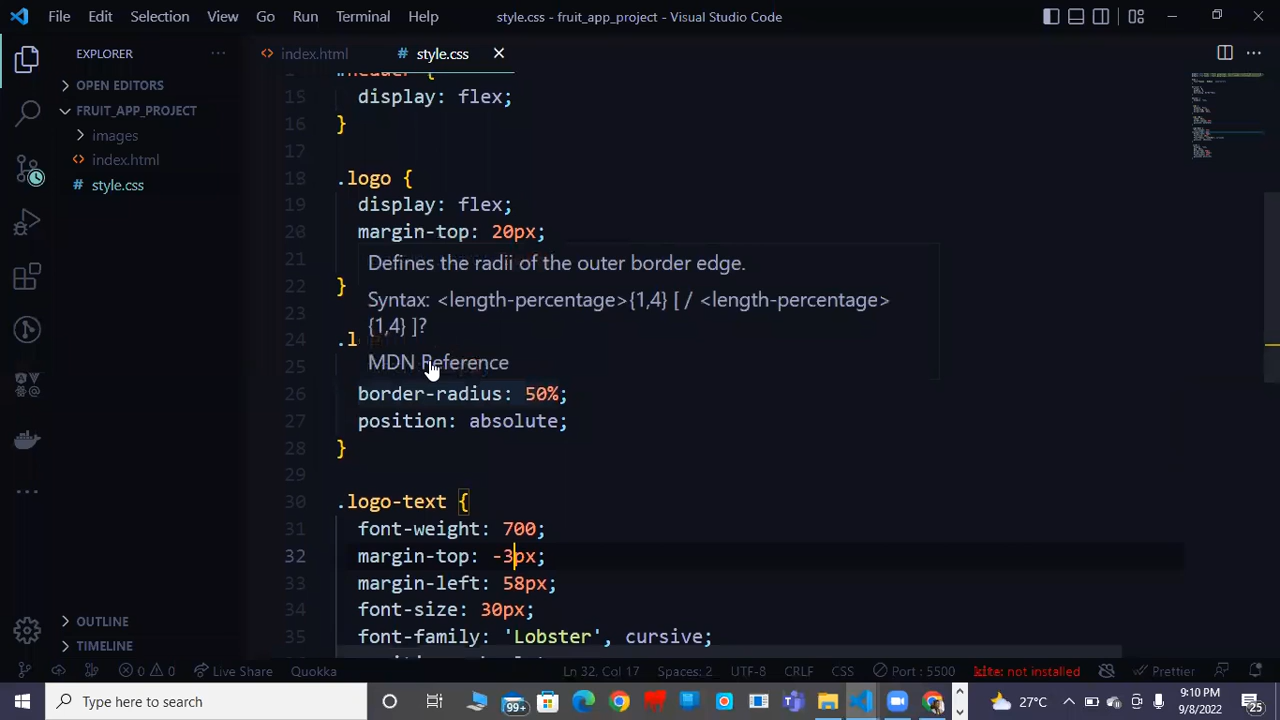 File Edit Selection View Go Run Terminal Help style.css - fruit_app_project - Visual Studio Code
EXPLORER
index.html
style.css
OPEN EDITORS
FRUIT_APP_PROJECT
images
index.html
style.css
15 display: flex;
16 }
17
18 .logo {
19 display: flex;
20 margin-top: 20px;
21
22 }
23
24 .l
25
Defines the radii of the outer border edge.
Syntax: <length-percentage>{1,4} [ / <length-percentage>
{1,4} ]?
MDN Reference
26 border-radius: 50%;
27 position: absolute;
28 }
29
30 .logo-text {
31 font-weight: 700;
32 margin-top: -3px;
33 margin-left: 58px;
34 font-size: 30px;
35 font-family: 'Lobster', cursive;
OUTLINE
TIMELINE
0 0 Live Share Quokka Ln 32, Col 17 Spaces: 2 UTF-8 CRLF CSS Port : 5500 kite: not installed Prettier
Type here to search
99+
27°C
9:10 PM
9/8/2022
25